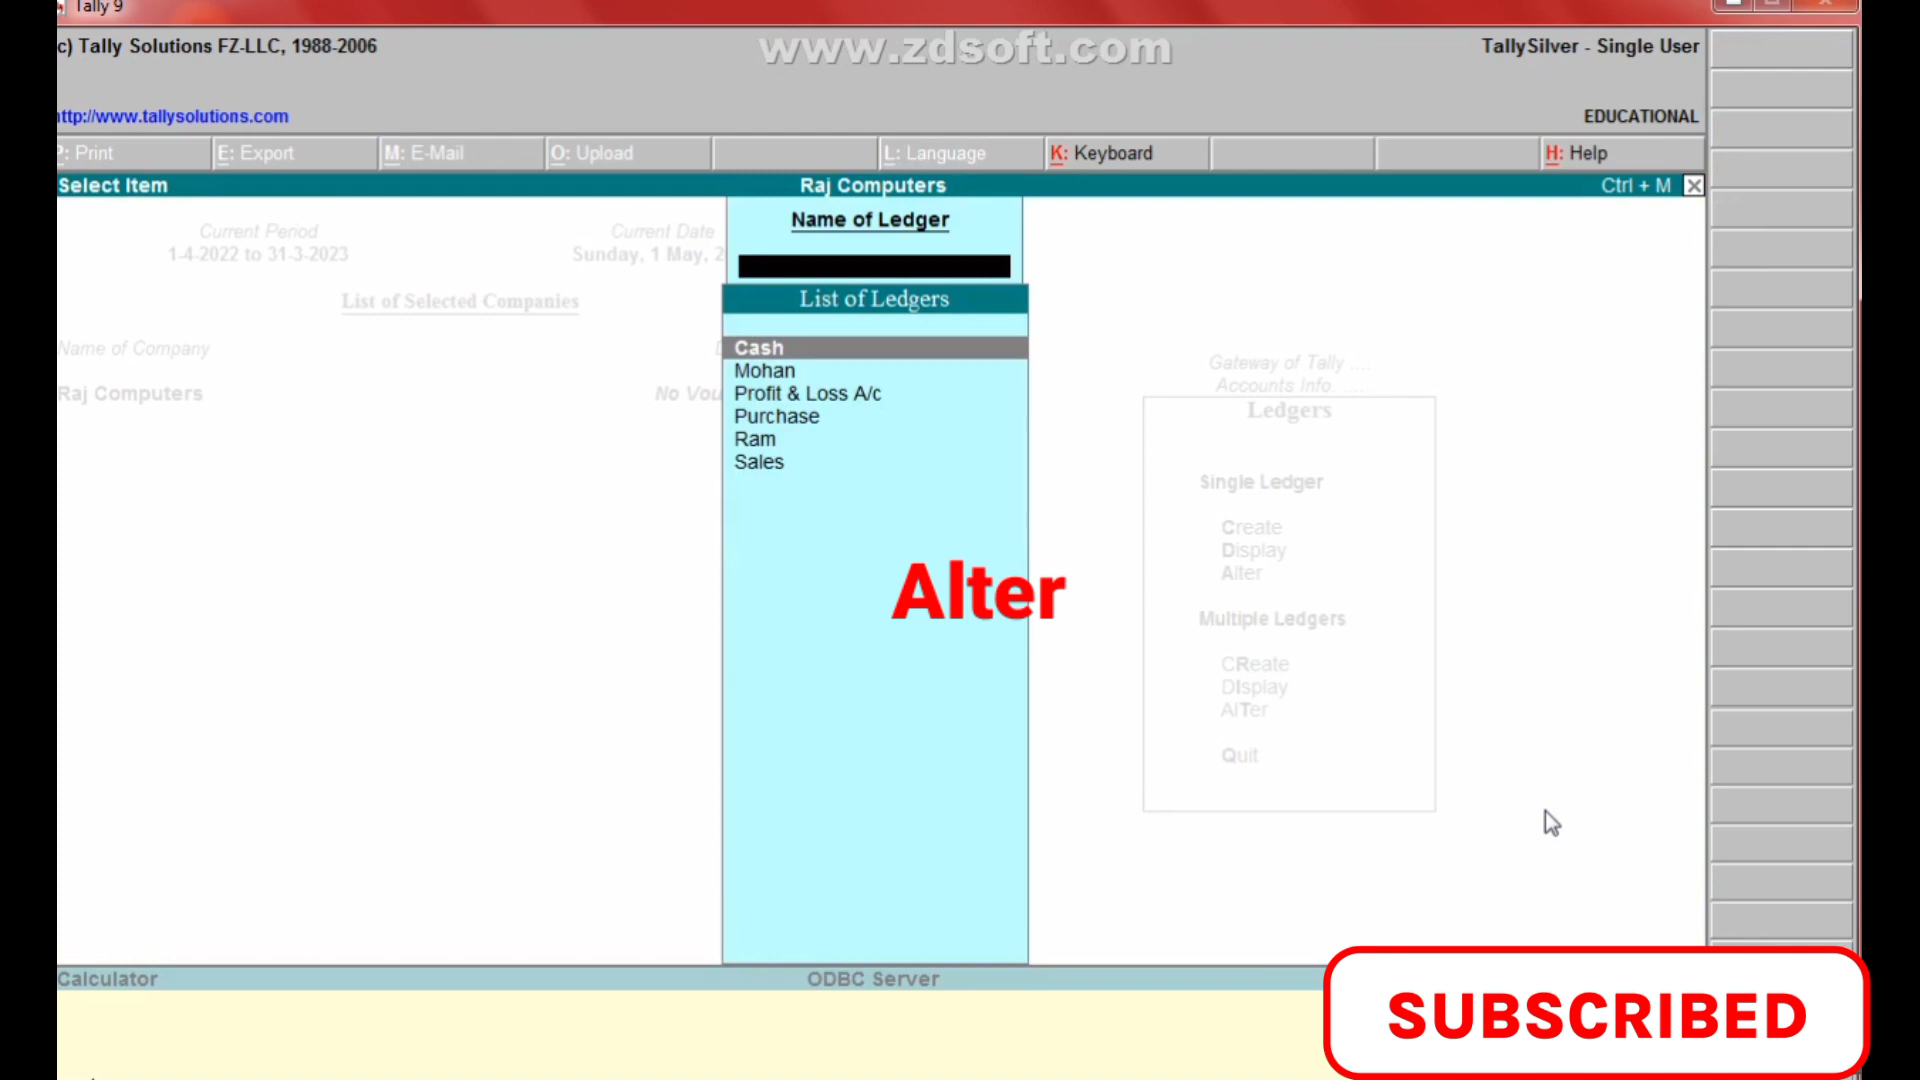 Tally 9
c) Tally Solutions FZ-LLC, 1988-2006
www.zdsoft.com
TallySilver - Single User
ttp://www.tallysolutions.com
EDUCATIONAL
P: Print
E: Export
M: E-Mail
O: Upload
L: Language
K: Keyboard
H: Help
Select Item
Raj Computers
Ctrl + M
Current Period
1-4-2022 to 31-3-2023
Current Date
Sunday, 1 May, 2
List of Selected Companies
Name of Company
Raj Computers
No Vou
Name of Ledger
List of Ledgers
Cash
Mohan
Profit & Loss A/c
Purchase
Ram
Sales
Alter
Gateway of Tally ....
Accounts Info. ....
Ledgers
Single Ledger
Create
Display
Alter
Multiple Ledgers
CReate
DIsplay
AlTer
Quit
Calculator
ODBC Server
SUBSCRIBED